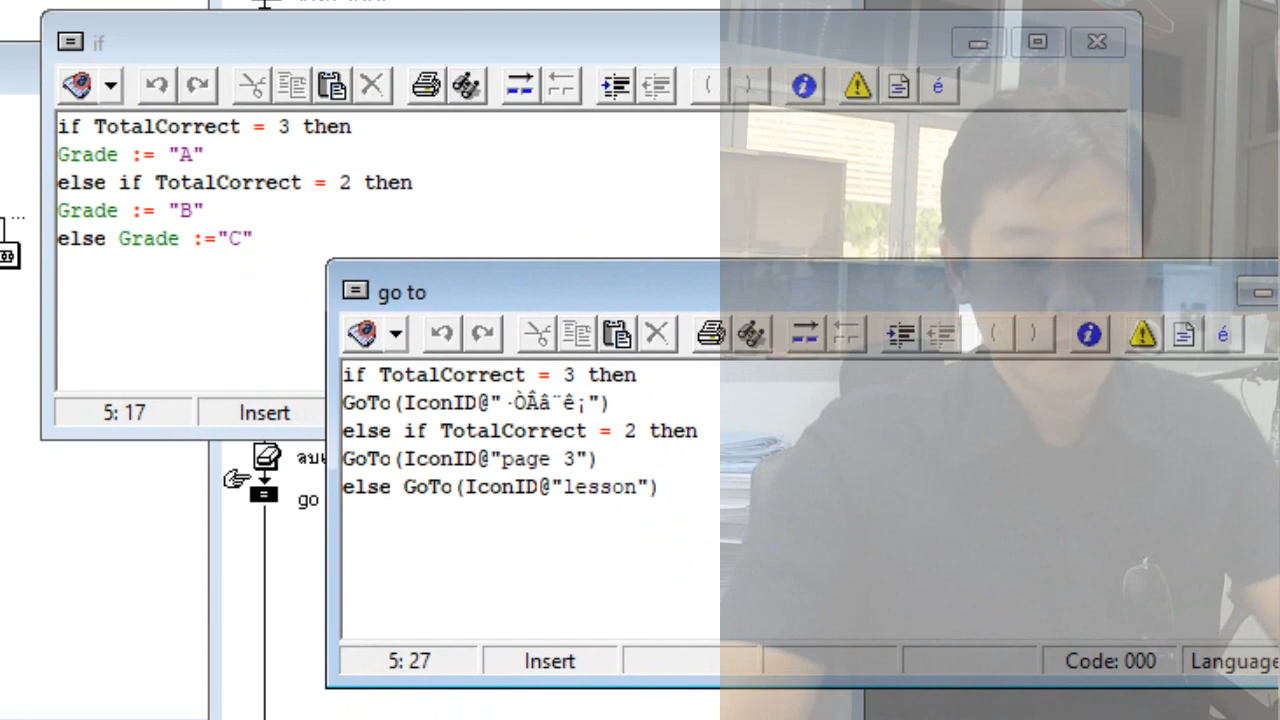 if
if TotalCorrect = 3 then
Grade := "A"
else if TotalCorrect = 2 then
Grade := "B"
else Grade :="C"
5: 17
Insert
go to
if TotalCorrect = 3 then
GoTo(IconID@"·ÒÂâ¨ê¡")
else if TotalCorrect = 2 then
GoTo(IconID@"page 3")
else GoTo(IconID@"lesson")
go
5: 27
Insert
Code: 000
Language